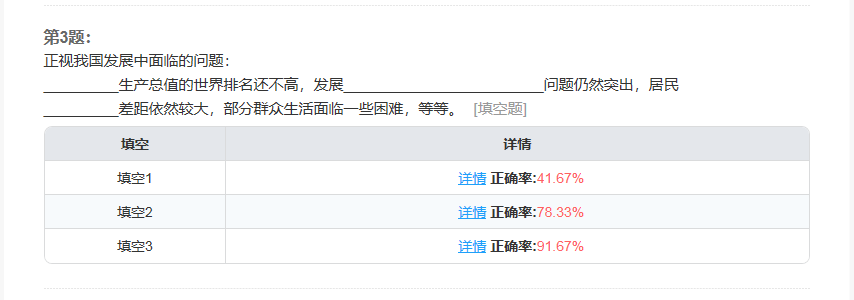 第3题:
正视我国发展中面临的问题:
__________生产总值的世界排名还不高，发展___________________________问题仍然突出，居民
__________差距依然较大，部分群众生活面临一些困难，等等。 [填空题]
填空 详情
填空1 详情 正确率:41.67%
填空2 详情 正确率:78.33%
填空3 详情 正确率:91.67%